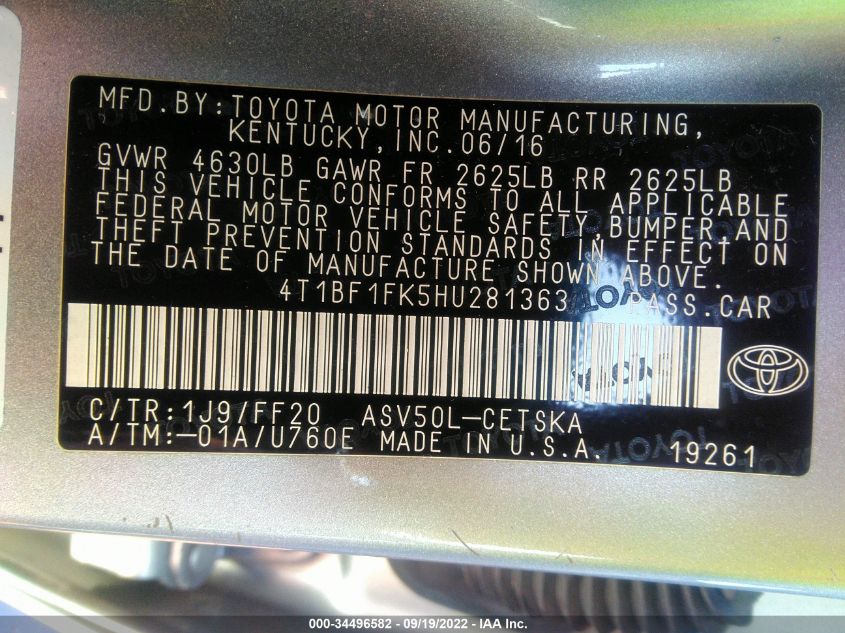 MFD.BY:TOYOTA MOTOR MANUFACTURING,
KENTUCKY,INC.06/16
GVWR 4630LB GAWR FR 2625LB RR 2625LB
THIS VEHICLE CONFORMS TO ALL APPLICABLE
FEDERAL MOTOR VEHICLE SAFETY,BUMPER,AND
THEFT PREVENTION STANDARDS IN EFFECT ON
THE DATE OF MANUFACTURE SHOWN ABOVE.
4T1BF1FK5HU281363 PASS.CAR
C/TR:1J9/FF20 ASV50L-CETSKA
A/TM:-01A/U760E MADE IN U.S.A. 19261
000-34496582 - 09/19/2022 - IAA Inc.